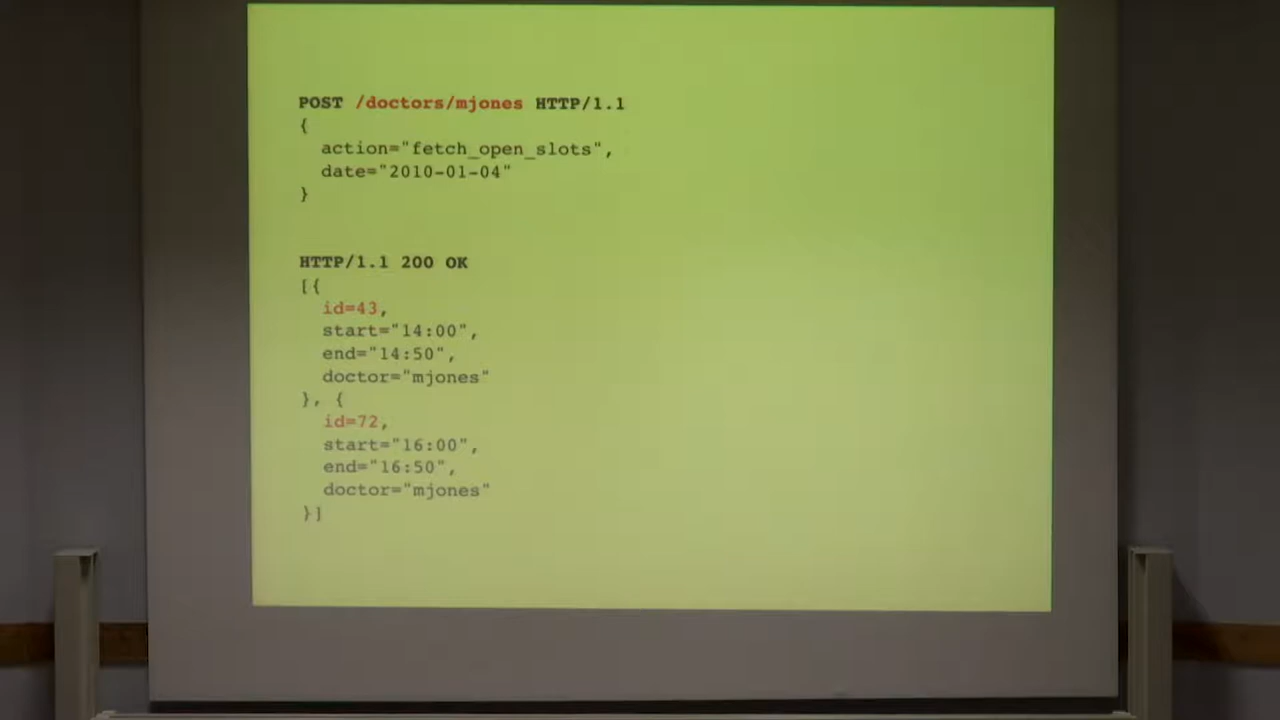 POST /doctors/mjones HTTP/1.1
{
  action="fetch_open_slots",
  date="2010-01-04"
}
HTTP/1.1 200 OK
[{
  id=43,
  start="14:00",
  end="14:50",
  doctor="mjones"
}, {
  id=72,
  start="16:00",
  end="16:50",
  doctor="mjones"
}]